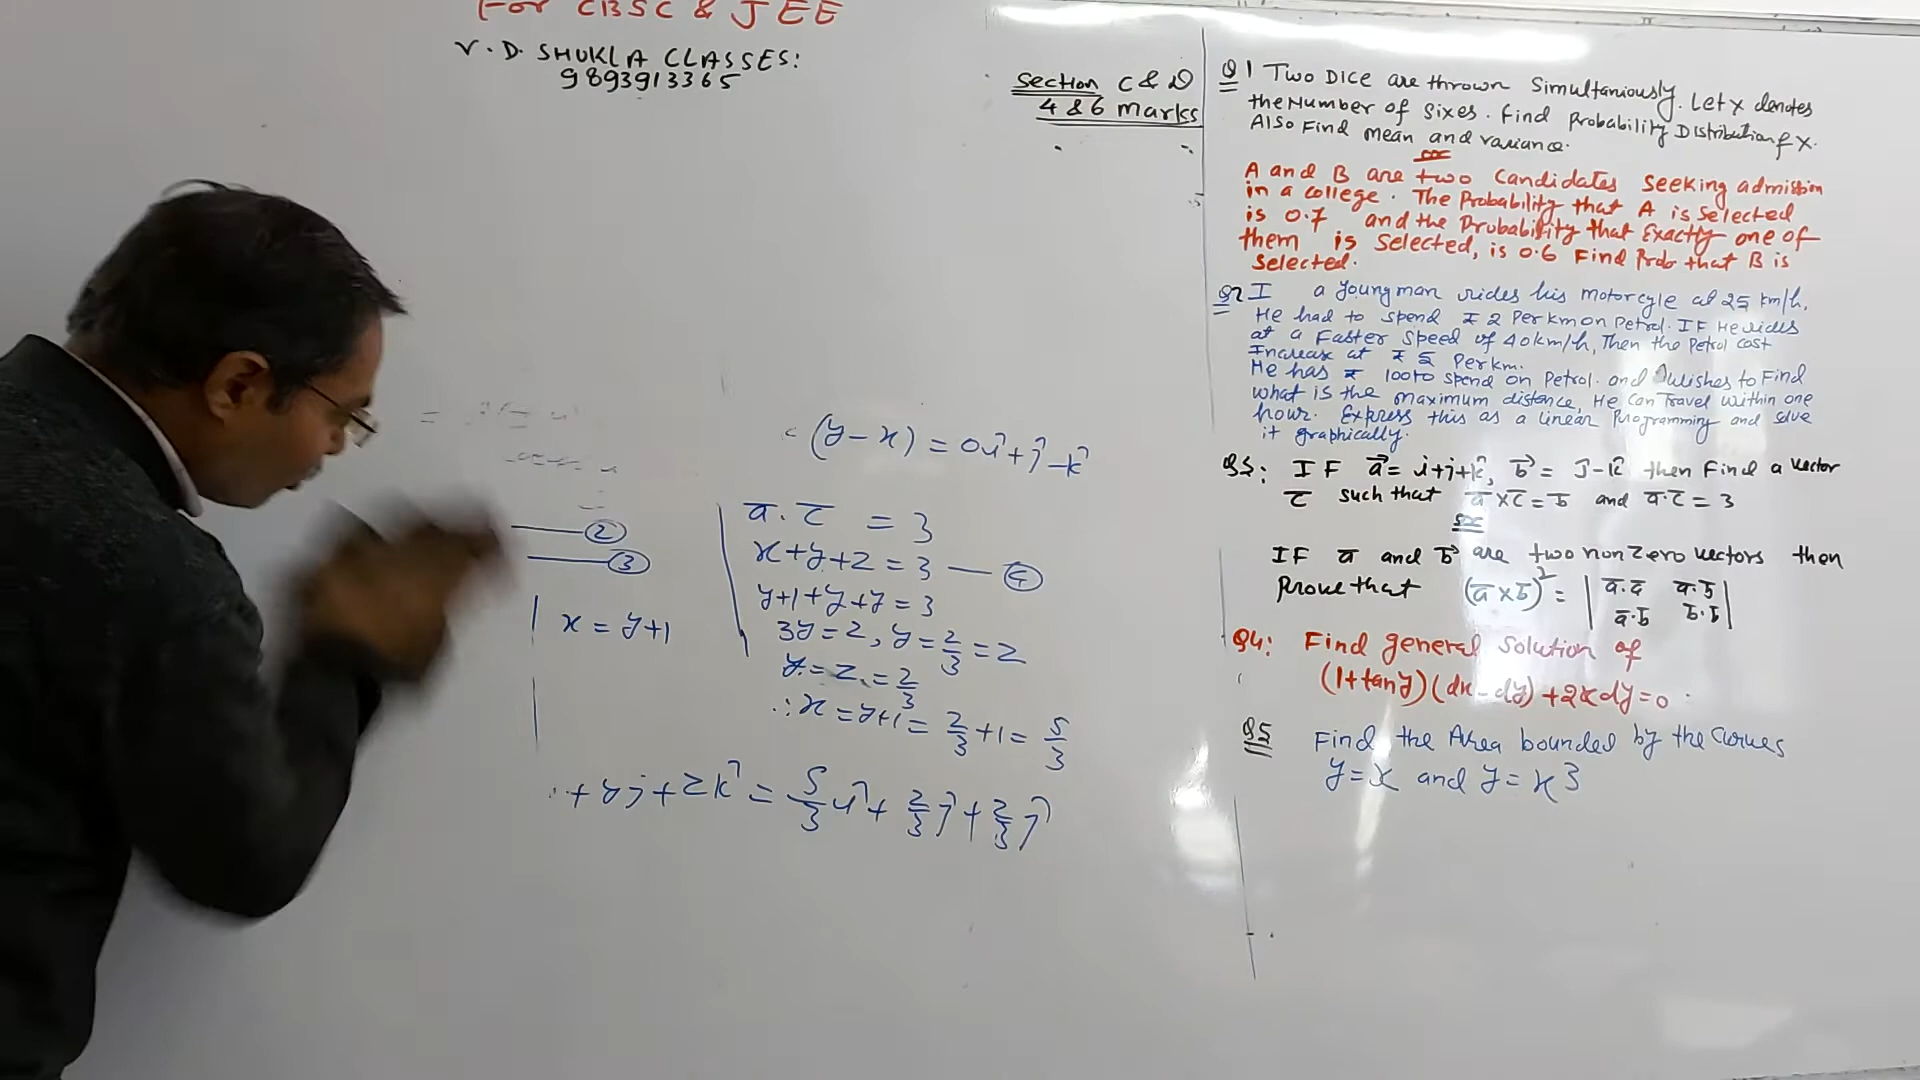 For CBSC & JEE
V.D. SHUKLA CLASSES:
9893913365
Section C & D
4 & 6 marks
Q1 Two DICE are thrown Simultaniously. Let x denotes
the Number of sixes. Find Probability Distribution of X.
Also Find mean and variance.
or
A and B are two candidates seeking admission
in a college. The Probability that A is selected
is 0.7 and the Probability that Exactly one of
them is selected, is 0.6 Find Prob that B is
selected.
Q2 I a young man rides his motorcycle at 25 km/h,
He had to spend ₹ 2 Per km on Petrol. IF He rides
at a Faster speed of 40 km/h, Then the Petrol cost
Increase at ₹ 5 Per km.
He has ₹ 100 to spend on Petrol. and wishes to Find
what is the maximum distance, He can Travel within one
hour. Express this as a linear Programming and solve
it graphically.
Q3: IF a⃗ = i+j+k̂, b⃗ = J-k̂ then Find a vector
c̅ such that a̅ × c̅ = b̅ and a̅.c̅ = 3
or
IF a̅ and b⃗ are two non zero vectors then
Prove that (a̅ × b̅)² = | a̅.a̅ a̅.b̅ |
a̅.b̅ b̅.b̅
Q4: Find general solution of
(1+tany)(dx-dy)+2xdy=0
Q5 Find the Area bounded by the curves
y=x and y=x3
(y-x) = 0î+ĵ-k̂
②
③
x = y+1
a̅.c̅ = 3
x+y+z = 3 — ④
y+1+y+y = 3
3y=2, y=2/3=z
y=z=2/3
∴x=y+1=2/3+1=5/3
+yj+zk̂ = 5/3 î+2/3 ĵ+2/3 ĵ